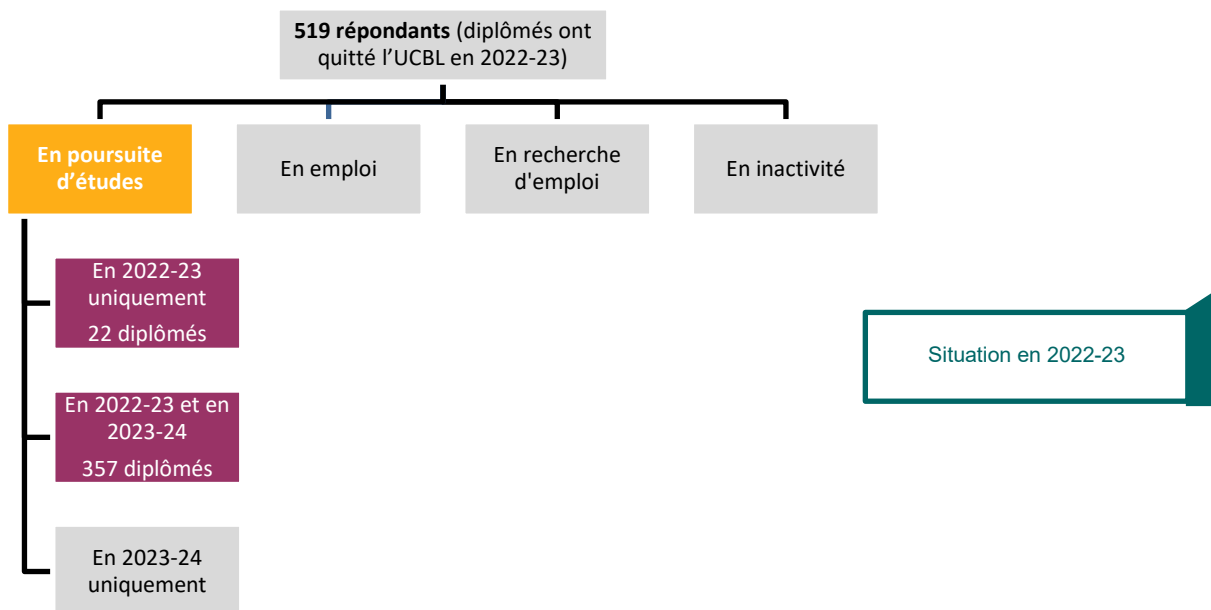 519 répondants (diplômés ont
quitté l’UCBL en 2022-23)
En poursuite
d’études
En emploi
En recherche
d'emploi
En inactivité
En 2022-23
uniquement
22 diplômés
En 2022-23 et en
2023-24
357 diplômés
En 2023-24
uniquement
Situation en 2022-23